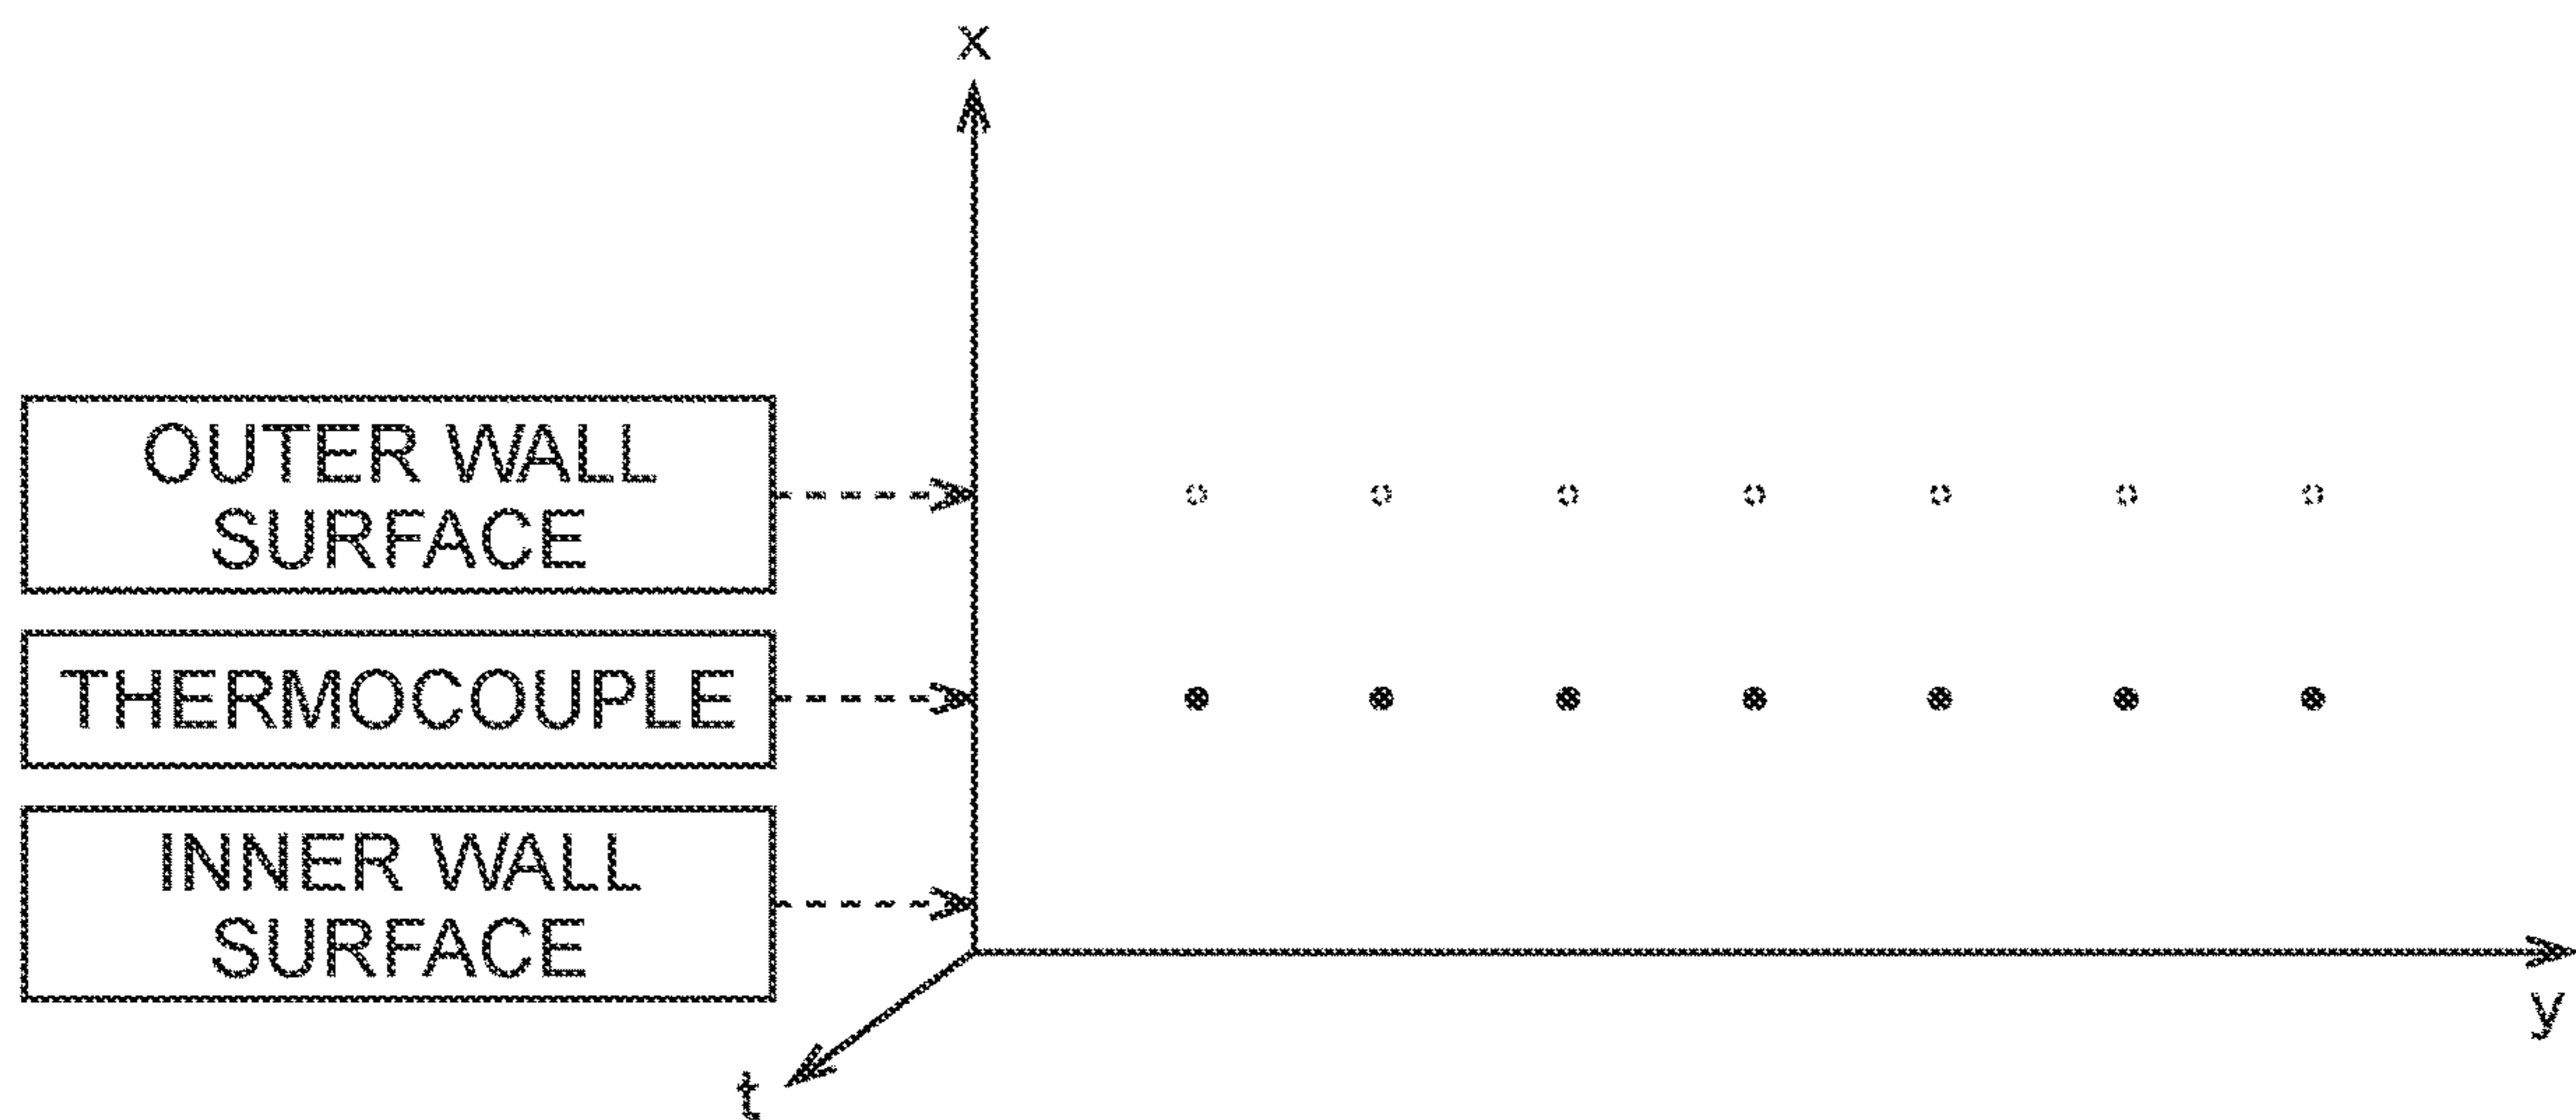 x
OUTER WALL
SURFACE
THERMOCOUPLE
INNER WALL
SURFACE
y
t